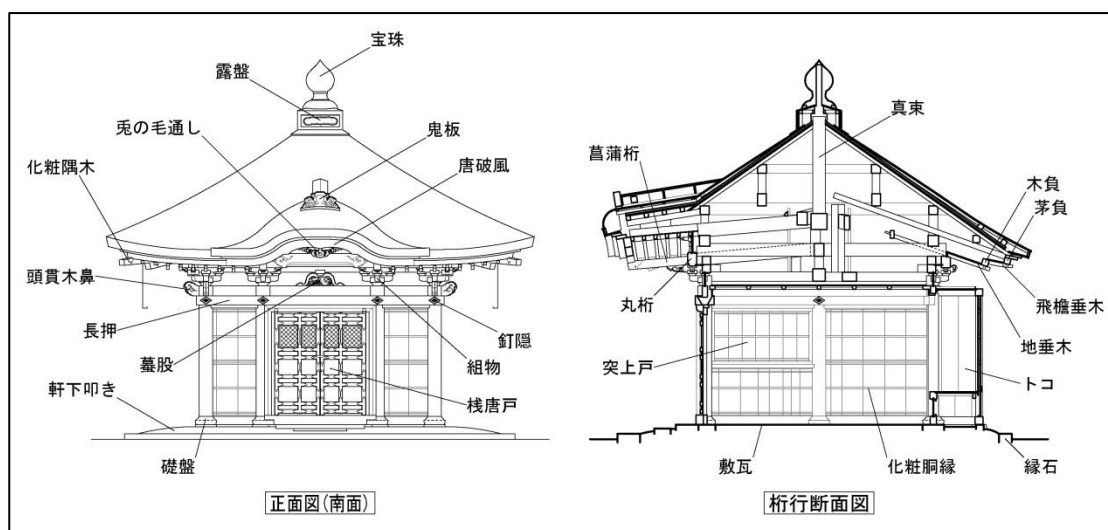 宝珠
露盤
兎の毛通し
鬼板
唐破風
化粧隅木
頭貫木鼻
長押
釘隠
蟇股
組物
軒下叩き
桟唐戸
礎盤
正面図(南面)
真束
菖蒲桁
木負
茅負
丸桁
飛檐垂木
地垂木
突上戸
トコ
敷瓦
化粧胴縁
縁石
桁行断面図